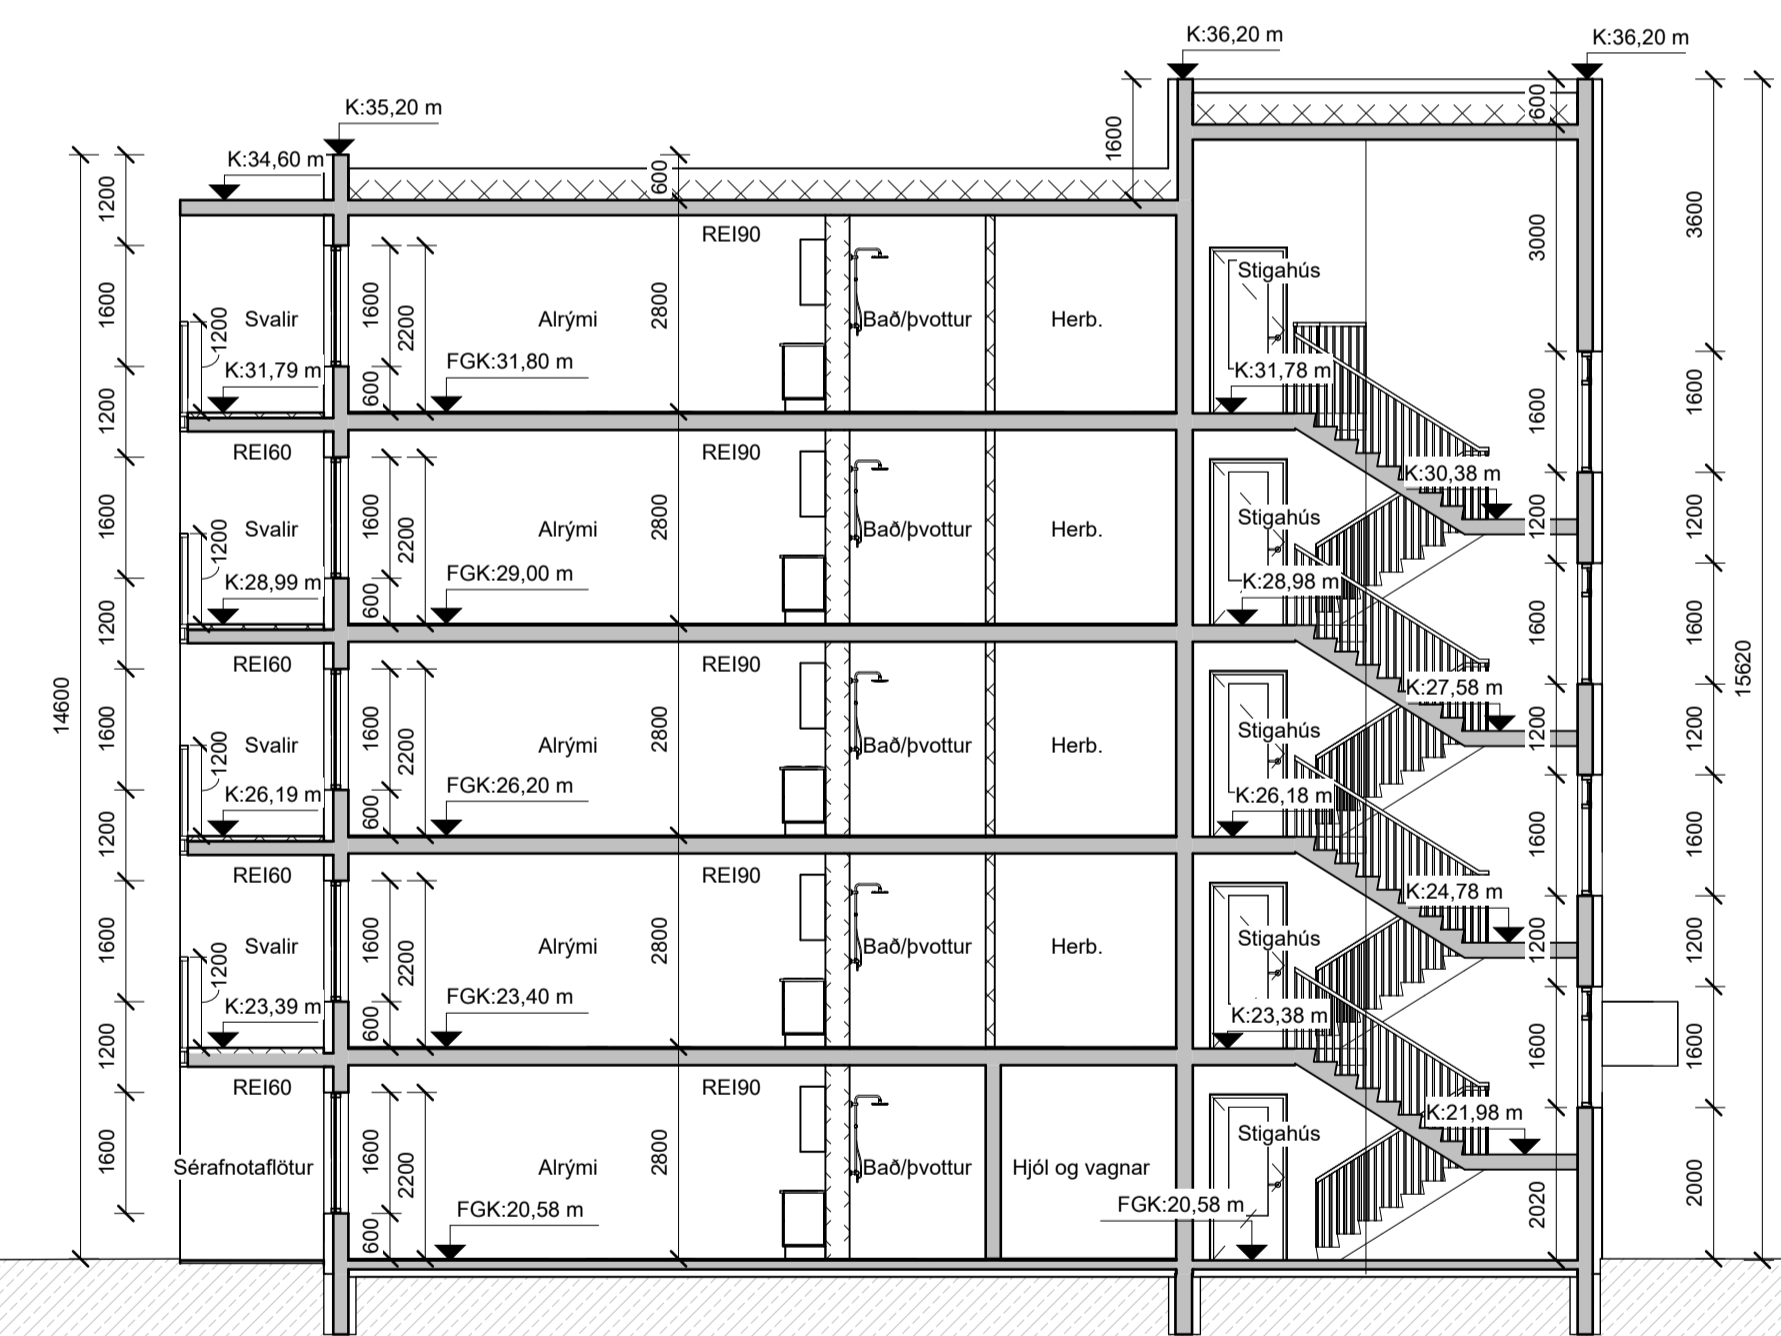 K:36,20 m
K:36,20 m
K:35,20 m
K:34,60 m
1200
600
1600
600
3600
REI90
3000
Stigahús
1600
Svalir
1200
1600
2200
Alrými
2800
Bað/þvottur
Herb.
K:31,79 m
FGK:31,80 m
K:31,78 m
1200
600
1600
1600
REI60
REI90
K:30,38 m
1600
Svalir
1200
1600
2200
Alrými
2800
Bað/þvottur
Herb.
Stigahús
1200
1200
K:28,99 m
FGK:29,00 m
K:28,98 m
1200
600
1600
1600
REI60
REI90
K:27,58 m
14600
15620
1600
Svalir
1200
1600
2200
Alrými
2800
Bað/þvottur
Herb.
Stigahús
1200
1200
K:26,19 m
FGK:26,20 m
K:26,18 m
1200
600
1600
1600
REI60
REI90
K:24,78 m
1600
Svalir
1200
1600
2200
Alrými
2800
Bað/þvottur
Herb.
Stigahús
1200
1200
K:23,39 m
FGK:23,40 m
K:23,38 m
1200
600
1600
1600
REI60
REI90
K:21,98 m
1600
Sérafnotaflötur
1600
2200
Alrými
2800
Bað/þvottur
Hjól og vagnar
Stigahús
FGK:20,58 m
FGK:20,58 m
600
2020
2000